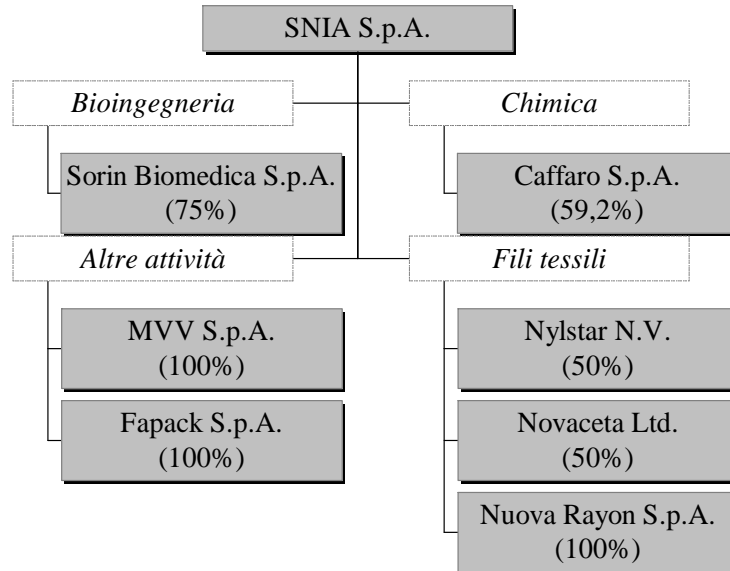 SNIA S.p.A.
Bioingegneria
Chimica
Sorin Biomedica S.p.A.
(75%)
Caffaro S.p.A.
(59,2%)
Altre attività
Fili tessili
MVV S.p.A.
(100%)
Nylstar N.V.
(50%)
Fapack S.p.A.
(100%)
Novaceta Ltd.
(50%)
Nuova Rayon S.p.A.
(100%)